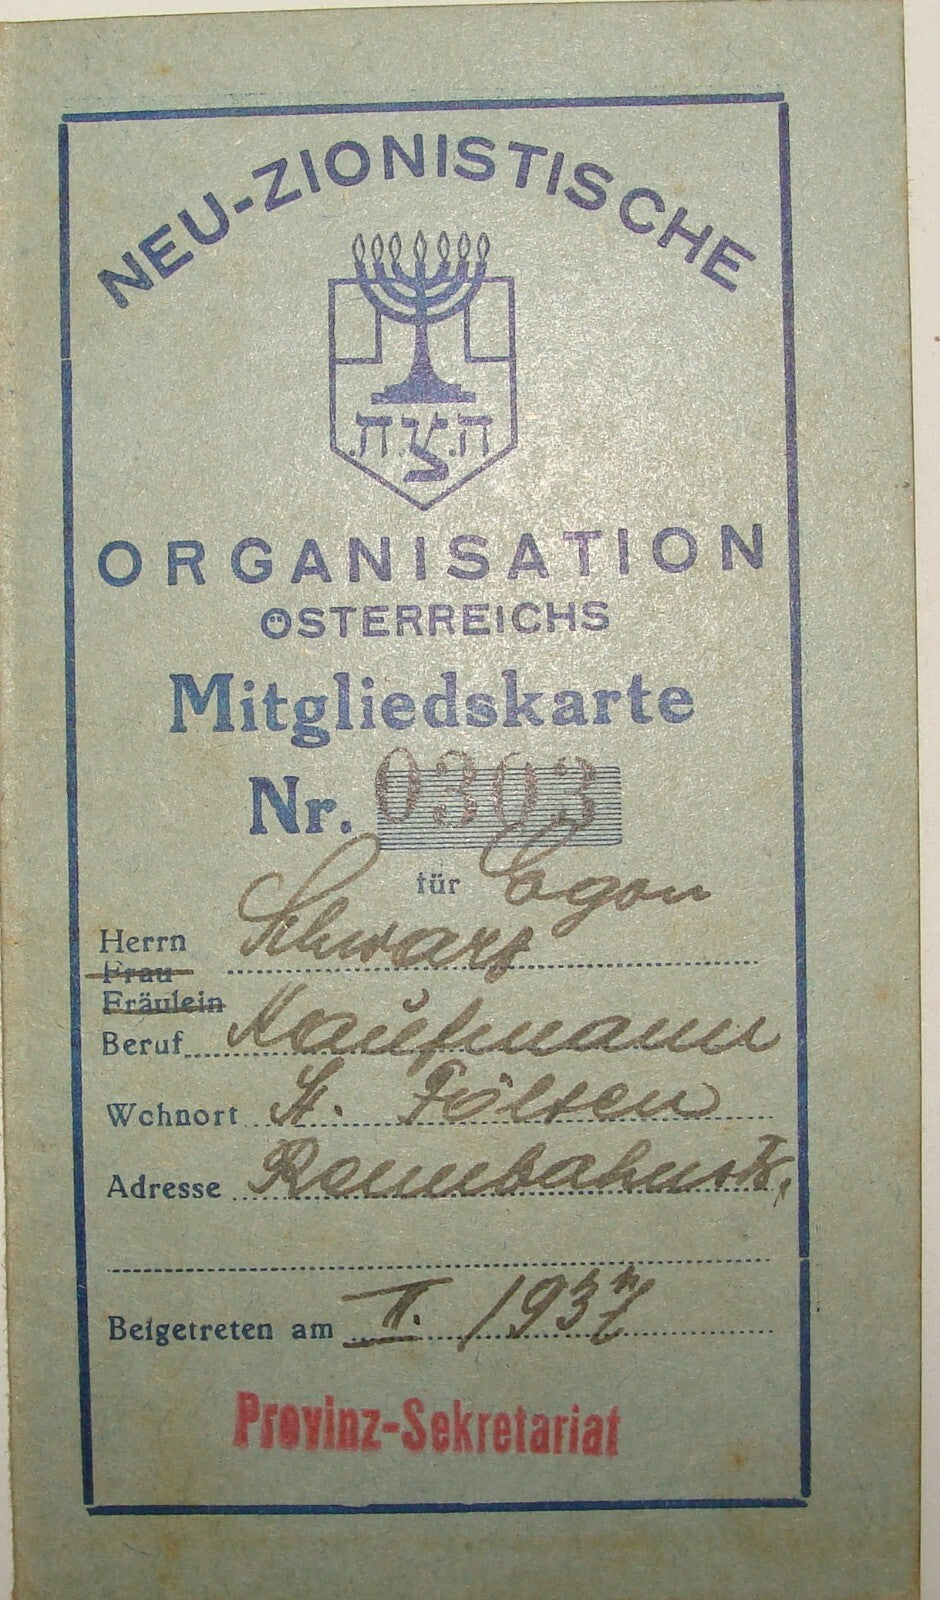 NEU-ZIONISTISCHE
ה.צ.ח.
ORGANISATION
ÖSTERREICHS
Mitgliedskarte
Nr. 0303
für Egon
Herrn Schwarz
Frau
Fräulein
Beruf Kaufmann
Wohnort St. Pölten
Adresse Rennbahnstr.
Beigetreten am II. /1937
Provinz-Sekretariat